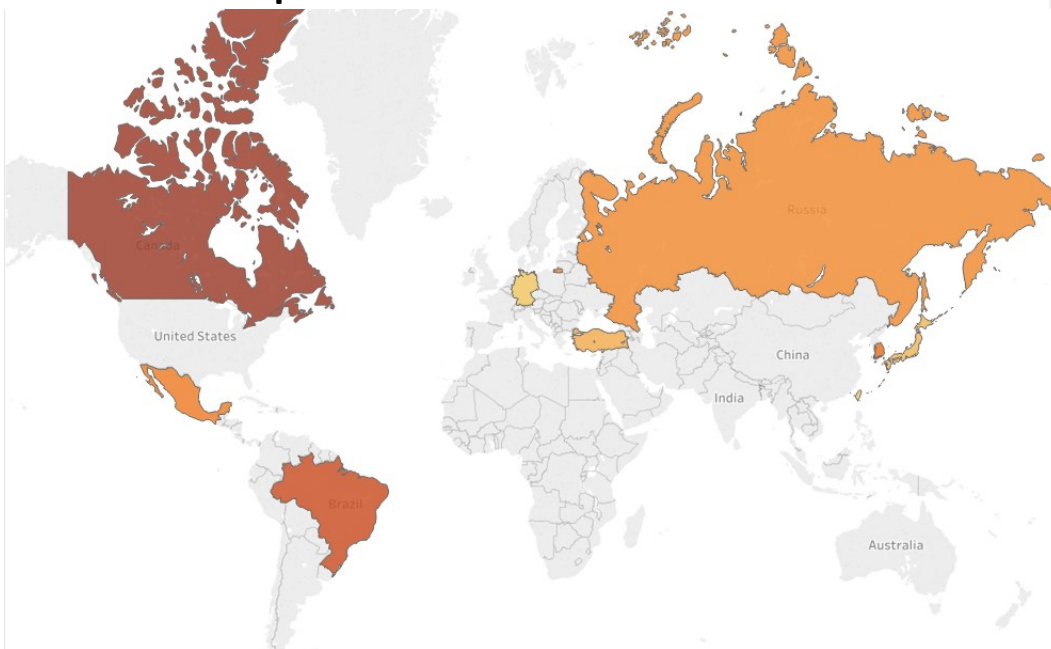 Canada
Russia
United States
China
India
Brazil
Australia